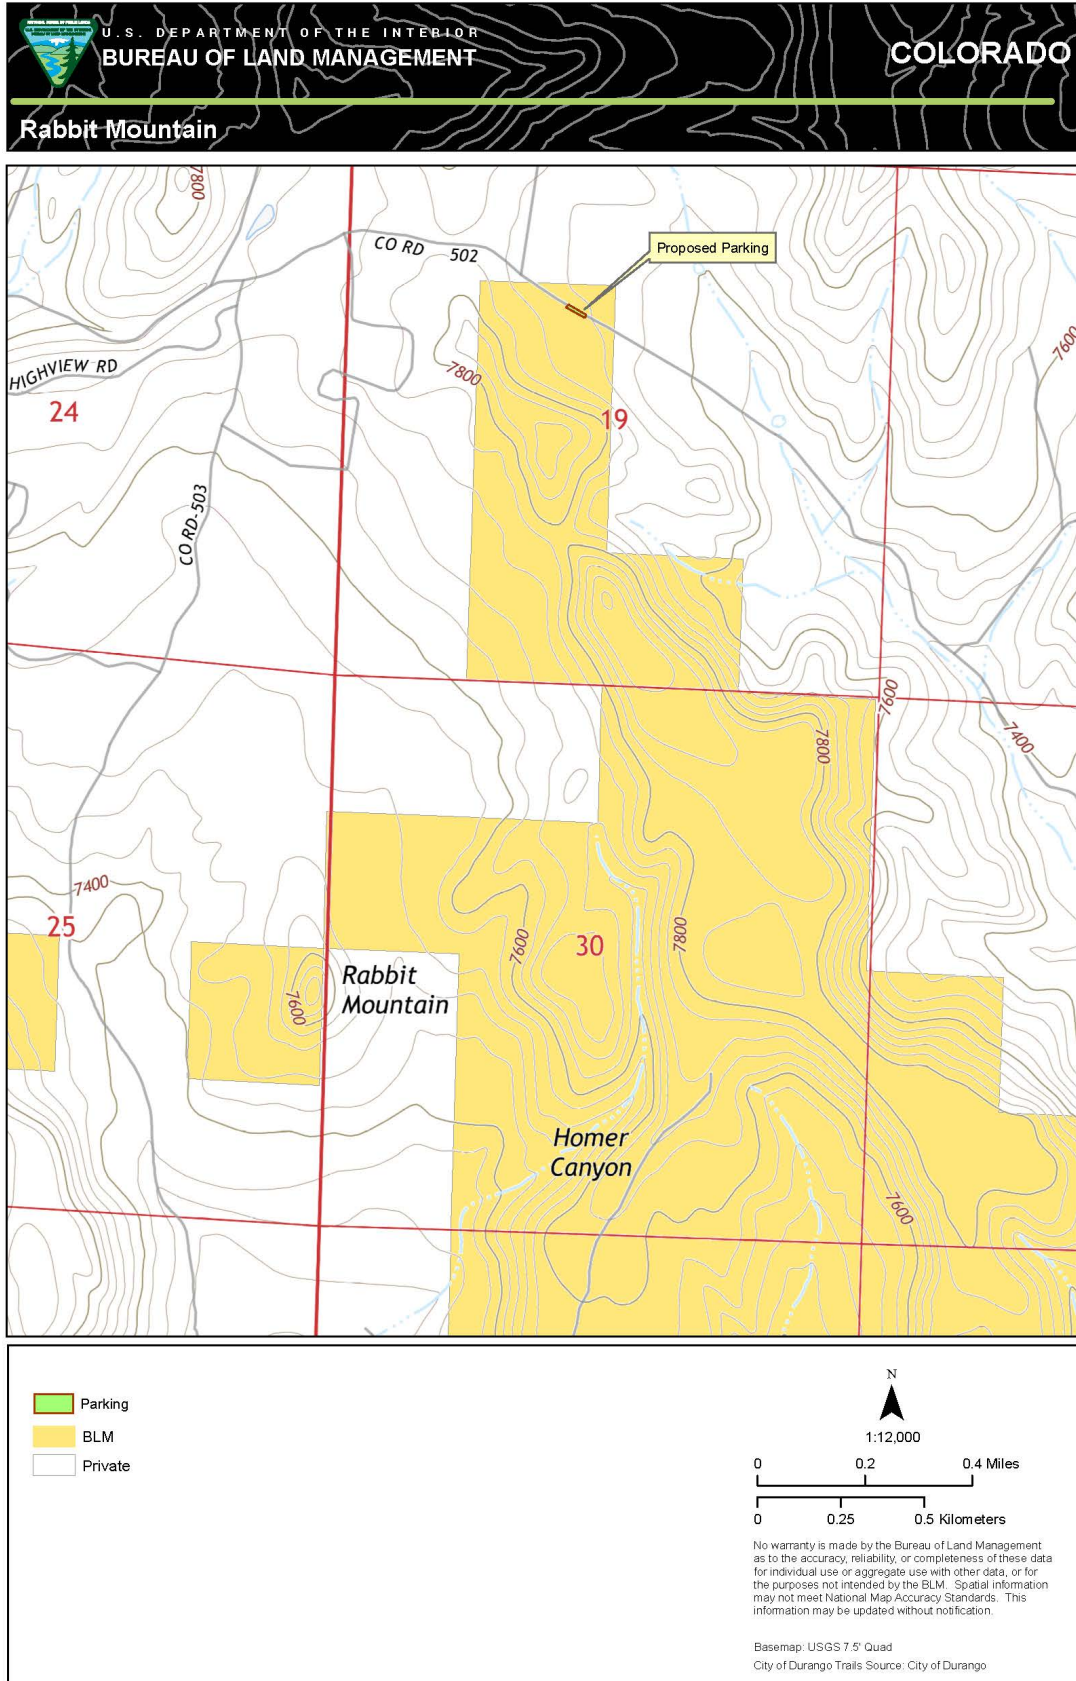 U.S. DEPARTMENT OF THE INTERIOR
BUREAU OF LAND MANAGEMENT
COLORADO
Rabbit Mountain
7800
CO RD 502
Proposed Parking
7600
HIGHVIEW RD
7800
24
19
CO RD 503
7600
7400
7800
7400
25
7600
30
7800
Rabbit
Mountain
7600
Homer
Canyon
7600
Parking
BLM
Private
N
1:12,000
0 0.2 0.4 Miles
0 0.25 0.5 Kilometers
No warranty is made by the Bureau of Land Management
as to the accuracy, reliability, or completeness of these data
for individual use or aggregate use with other data, or for
the purposes not intended by the BLM. Spatial information
may not meet National Map Accuracy Standards. This
information may be updated without notification.
Basemap: USGS 7.5' Quad
City of Durango Trails Source: City of Durango